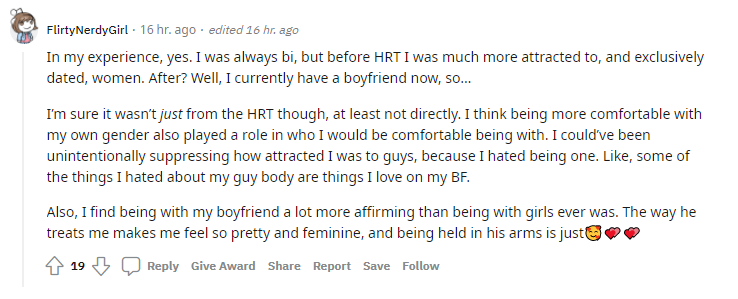 FlirtyNerdyGirl · 16 hr. ago · edited 16 hr. ago
In my experience, yes. I was always bi, but before HRT I was much more attracted to, and exclusively
dated, women. After? Well, I currently have a boyfriend now, so...
I'm sure it wasn't just from the HRT though, at least not directly. I think being more comfortable with
my own gender also played a role in who I would be comfortable being with. I could've been
unintentionally suppressing how attracted I was to guys, because I hated being one. Like, some of
the things I hated about my guy body are things I love on my BF.
Also, I find being with my boyfriend a lot more affirming than being with girls ever was. The way he
treats me makes me feel so pretty and feminine, and being held in his arms is just🥰💕💕
19 Reply Give Award Share Report Save Follow